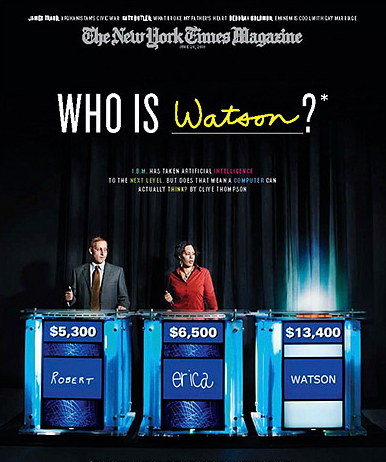 JAMES TRAUB, AFGHANISTAN'S CIVIC WAR KATY BUTLER, WHAT BROKE MY FATHER'S HEART DEBORAH SOLOMON, EMINEM IS COOL WITH GAY MARRIAGE
The New York Times Magazine
JUNE 20, 2010
WHO IS Watson?*
I.B.M. HAS TAKEN ARTIFICIAL INTELLIGENCE
TO THE NEXT LEVEL. BUT DOES THAT MEAN A COMPUTER CAN
ACTUALLY THINK? BY CLIVE THOMPSON
$5,300 $6,500 $13,400
ROBERT erica WATSON